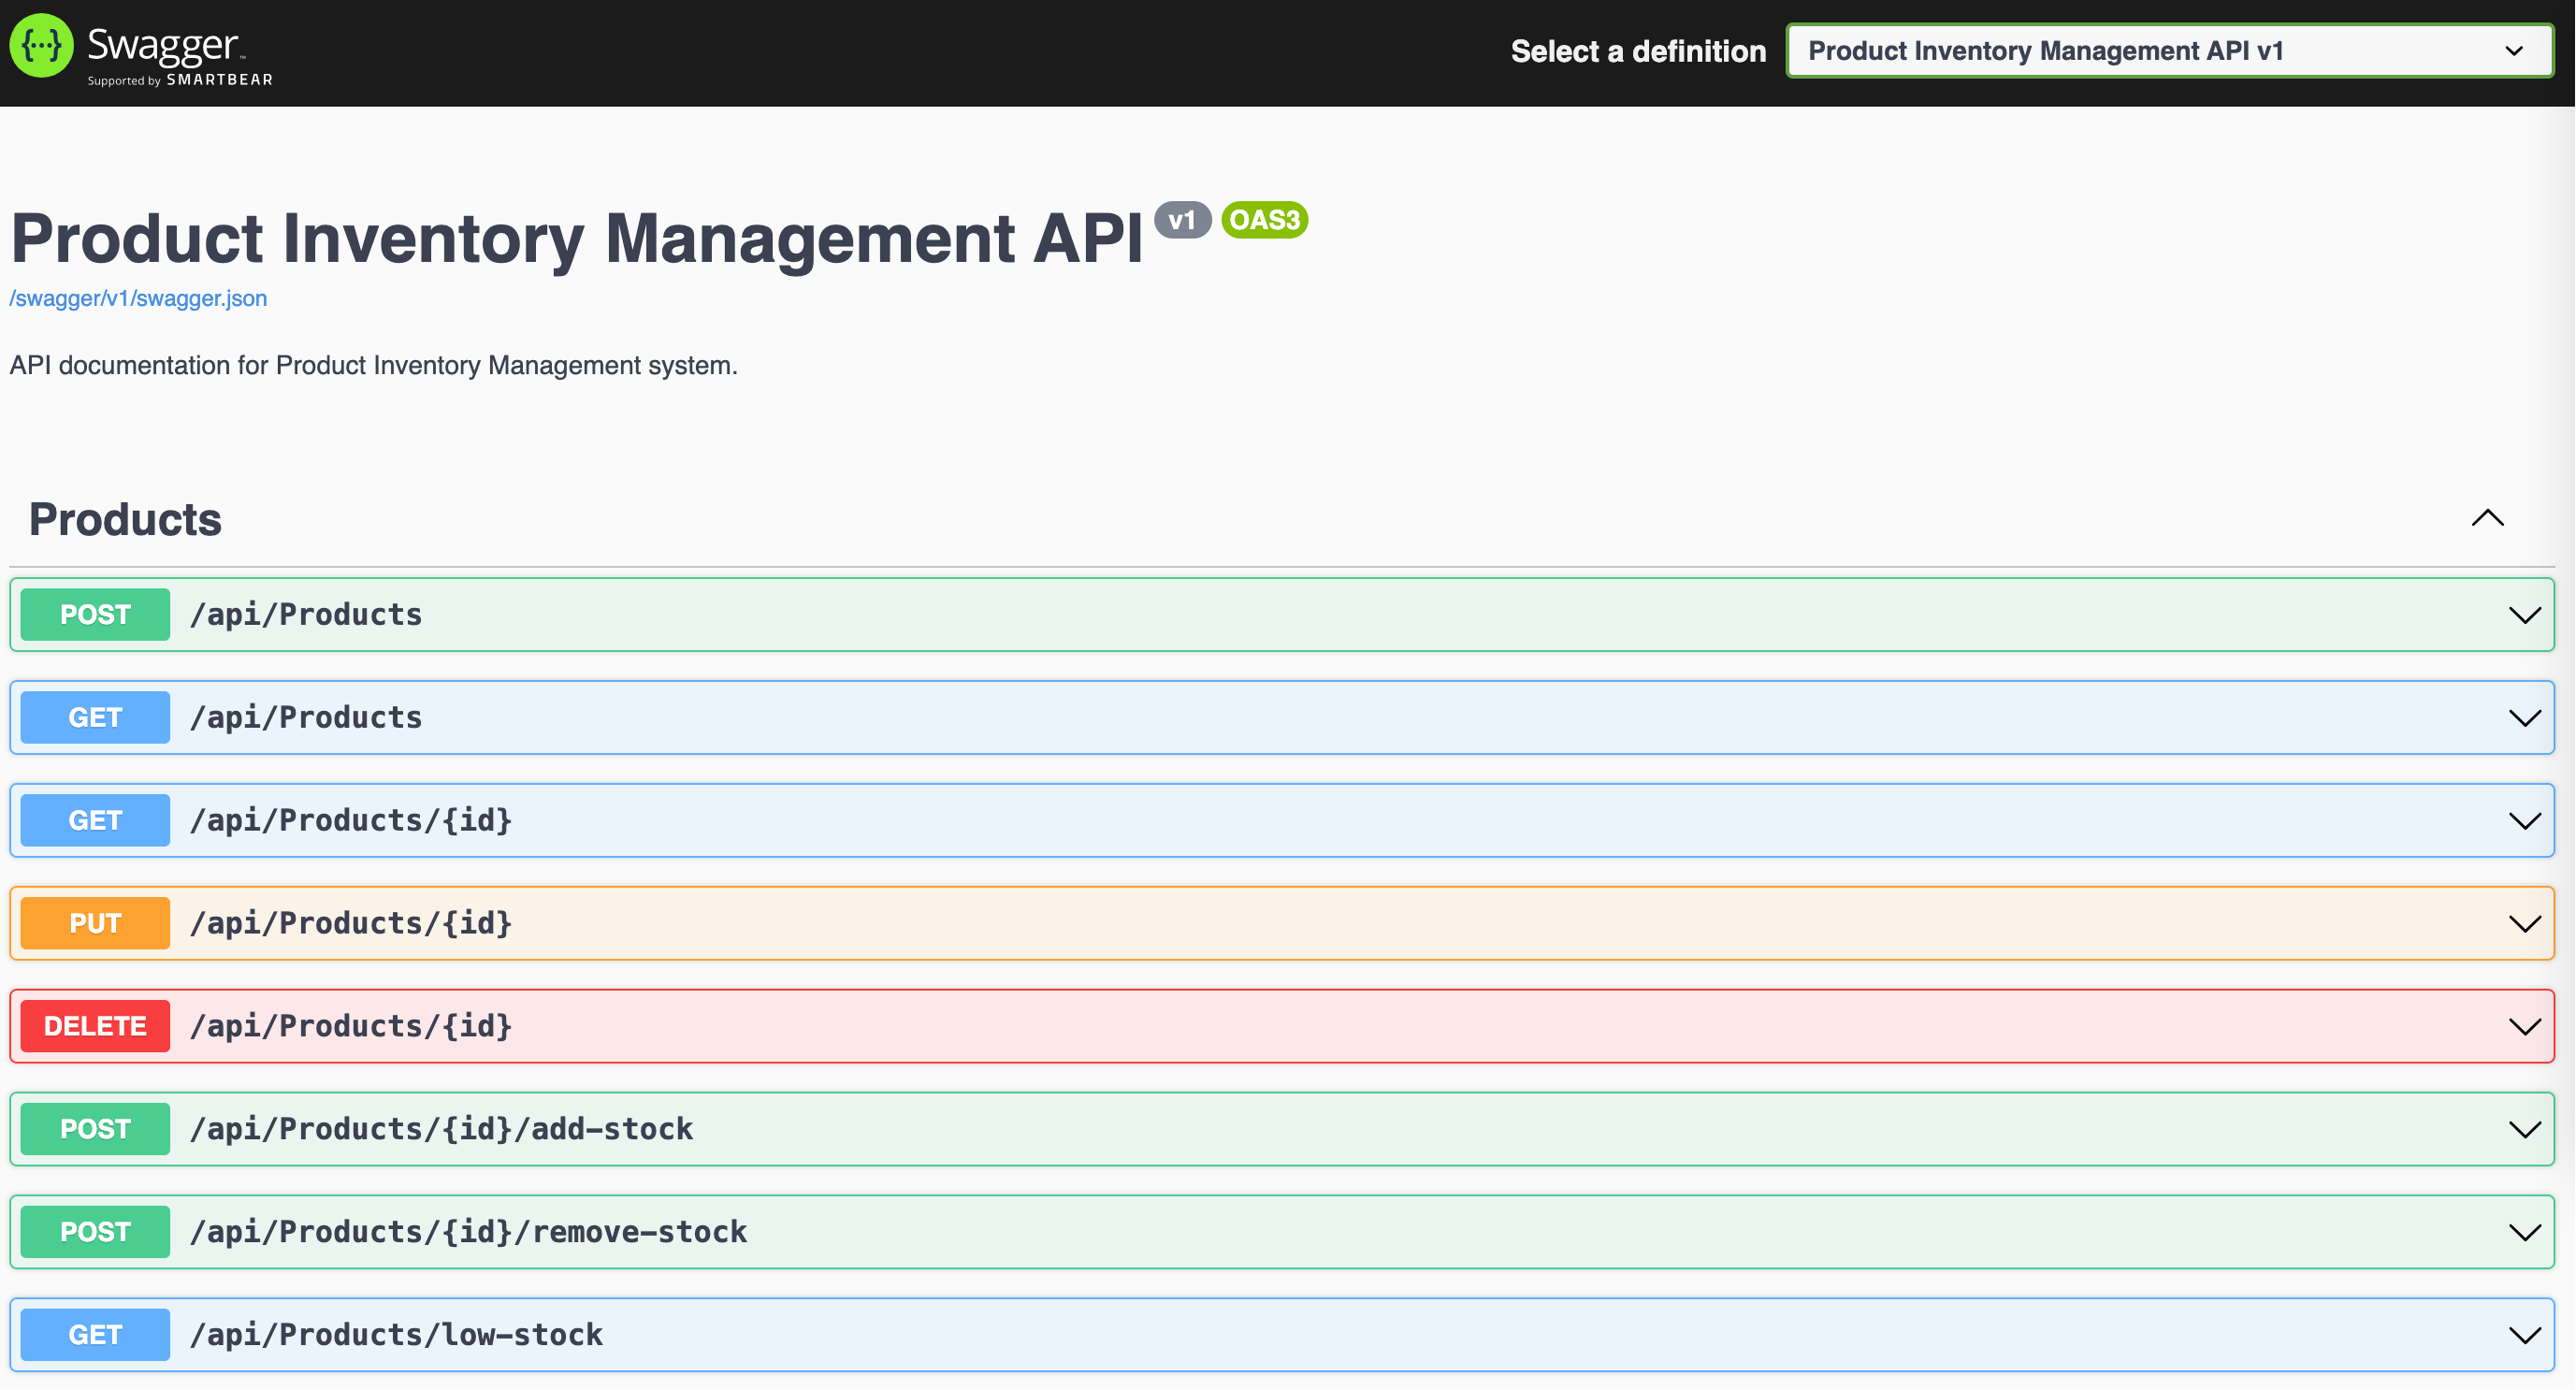 {···} Swagger™
Supported by SMARTBEAR
Select a definition
Product Inventory Management API v1
Product Inventory Management API v1 OAS3
/swagger/v1/swagger.json
API documentation for Product Inventory Management system.
Products
POST /api/Products
GET /api/Products
GET /api/Products/{id}
PUT /api/Products/{id}
DELETE /api/Products/{id}
POST /api/Products/{id}/add-stock
POST /api/Products/{id}/remove-stock
GET /api/Products/low-stock